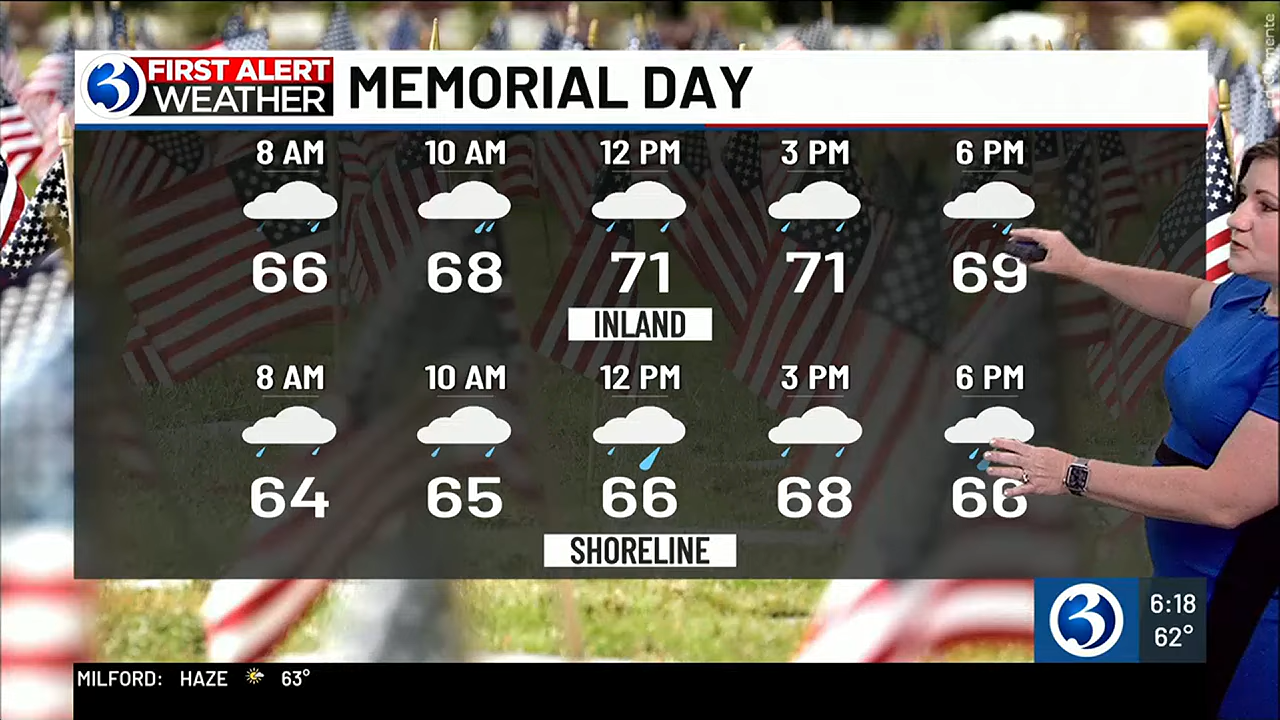 3 FIRST ALERT
WEATHER
MEMORIAL DAY
8 AM 10 AM 12 PM 3 PM 6 PM
66 68 71 71 69
INLAND
8 AM 10 AM 12 PM 3 PM 6 PM
64 65 66 68 66
SHORELINE
3
6:18
62°
MILFORD: HAZE 63°